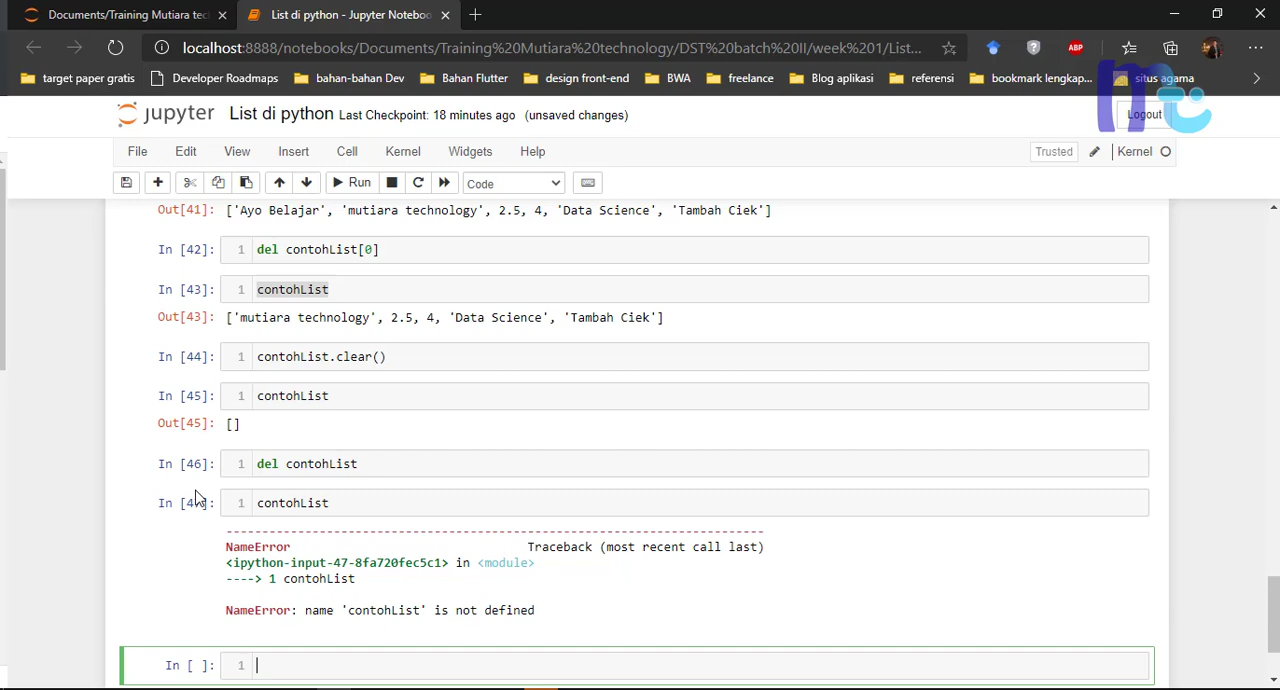 Documents/Training Mutiara tec
List di python - Jupyter Noteboo
localhost:8888/notebooks/Documents/Training%20Mutiara%20technology/DST%20batch%20II/week%201/List...
ABP
target paper gratis
Developer Roadmaps
bahan-bahan Dev
Bahan Flutter
design front-end
BWA
freelance
Blog aplikasi
referensi
bookmark lengkap...
situs agama
jupyter List di python Last Checkpoint: 18 minutes ago (unsaved changes)
Logout
File Edit View Insert Cell Kernel Widgets Help
Trusted
Kernel
Run
Code
Out[41]: ['Ayo Belajar', 'mutiara technology', 2.5, 4, 'Data Science', 'Tambah Ciek']
In [42]: 1 del contohList[0]
In [43]: 1 contohList
Out[43]: ['mutiara technology', 2.5, 4, 'Data Science', 'Tambah Ciek']
In [44]: 1 contohList.clear()
In [45]: 1 contohList
Out[45]: []
In [46]: 1 del contohList
In [4 ]: 1 contohList
---------------------------------------------------------------------------
NameError Traceback (most recent call last)
<ipython-input-47-8fa720fec5c1> in <module>
----> 1 contohList
NameError: name 'contohList' is not defined
In [ ]: 1